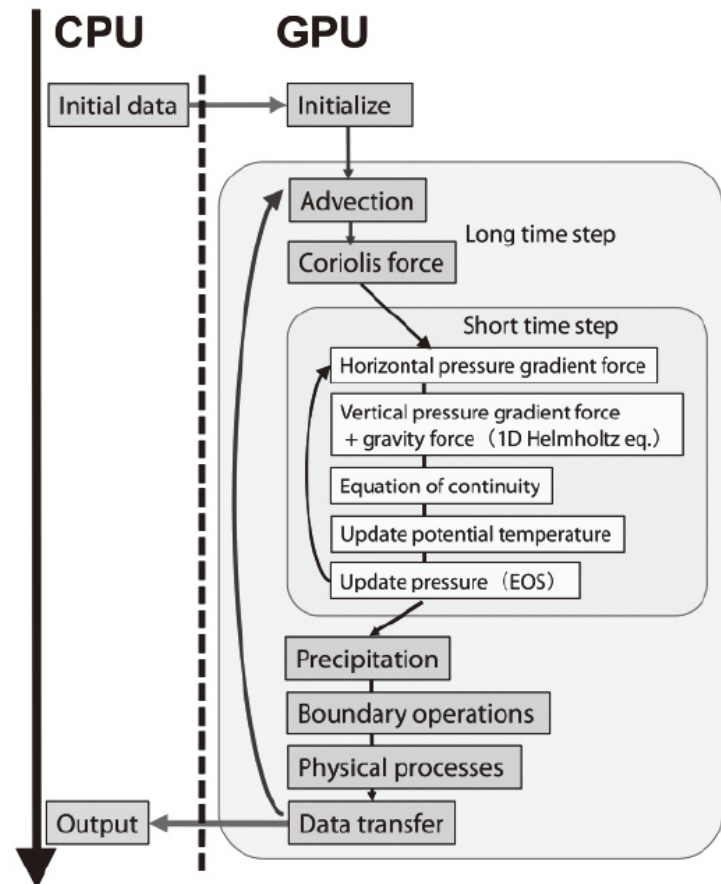 CPU
GPU
Initial data
Initialize
Advection
Long time step
Coriolis force
Short time step
Horizontal pressure gradient force
Vertical pressure gradient force
+ gravity force（1D Helmholtz eq.）
Equation of continuity
Update potential temperature
Update pressure（EOS）
Precipitation
Boundary operations
Physical processes
Output
Data transfer